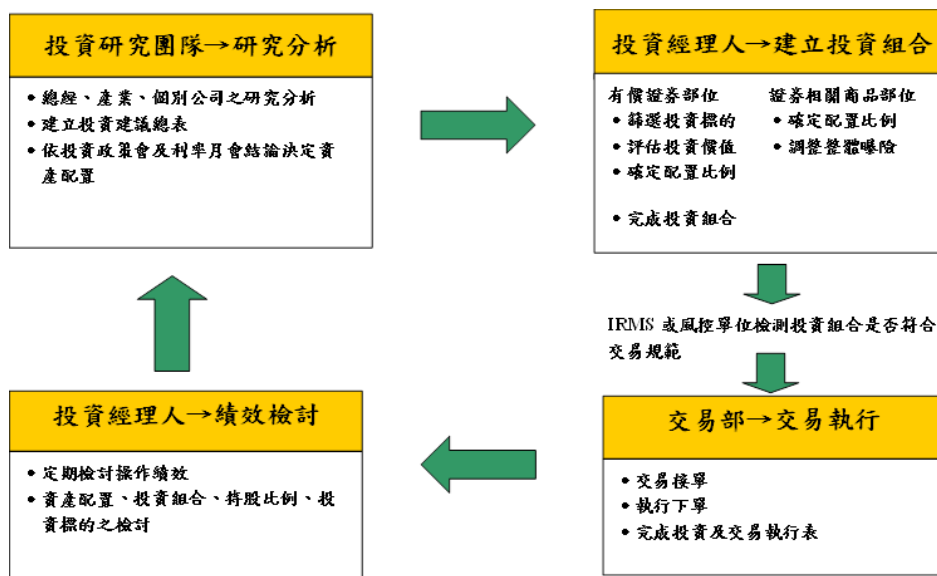 投資研究團隊→研究分析
• 總經、產業、個別公司之研究分析
• 建立投資建議總表
• 依投資政策會及利率月會結論決定資
產配置
投資經理人→建立投資組合
有價證券部位
• 篩選投資標的
• 評估投資價值
• 確定配置比例
• 完成投資組合
證券相關商品部位
• 確定配置比例
• 調整整體曝險
IRMS 或風控單位檢測投資組合是否符合
交易規範
交易部→交易執行
• 交易接單
• 執行下單
• 完成投資及交易執行表
投資經理人→績效檢討
• 定期檢討操作績效
• 資產配置、投資組合、持股比例、投
資標的之檢討